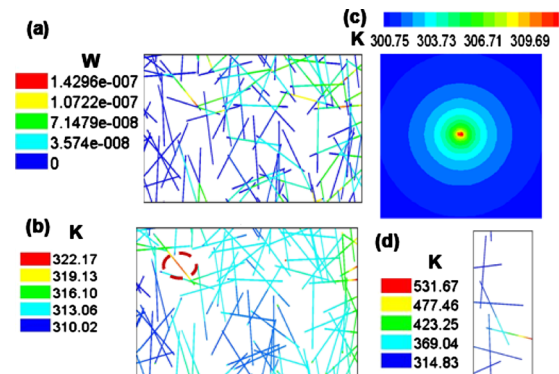 (a)
W
1.4296e-007
1.0722e-007
7.1479e-008
3.574e-008
0
(c)
K 300.75 303.73 306.71 309.69
(b)
K
322.17
319.13
316.10
313.06
310.02
(d)
K
531.67
477.46
423.25
369.04
314.83